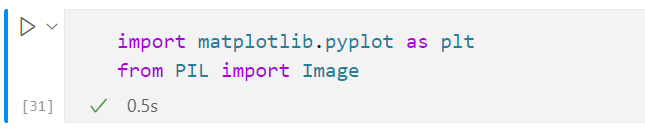 import matplotlib.pyplot as plt
from PIL import Image
[31] 0.5s